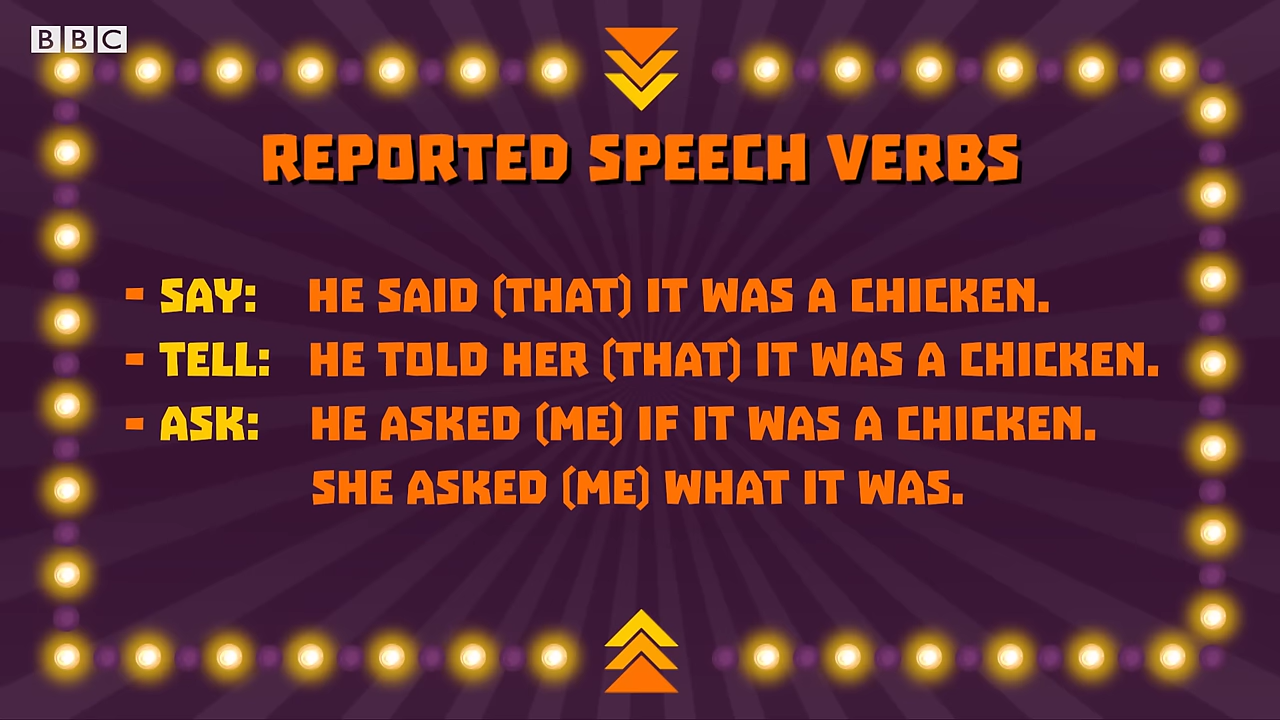 BBC
REPORTED SPEECH VERBS
- SAY: HE SAID (THAT) IT WAS A CHICKEN.
- TELL: HE TOLD HER (THAT) IT WAS A CHICKEN.
- ASK: HE ASKED (ME) IF IT WAS A CHICKEN.
SHE ASKED (ME) WHAT IT WAS.